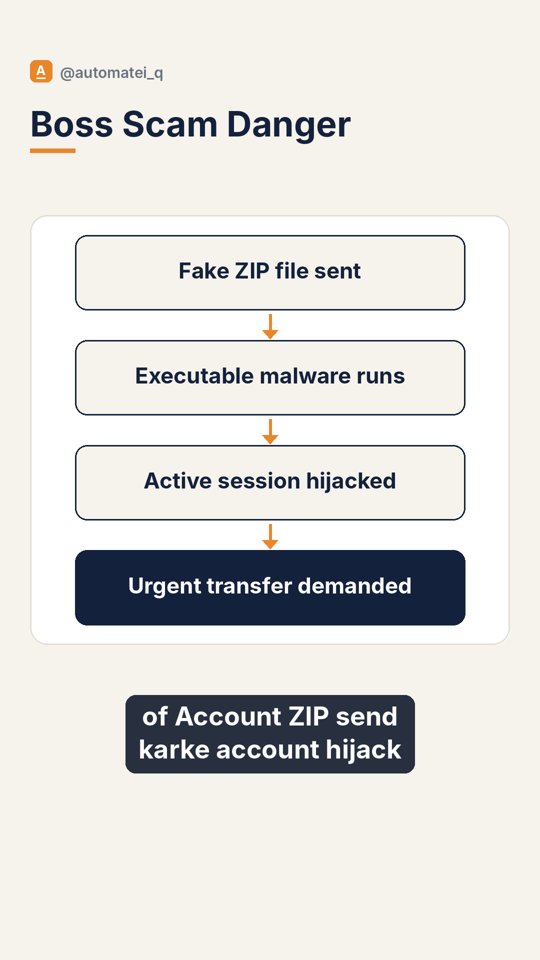 A
@automatei_q
Boss Scam Danger
Fake ZIP file sent
Executable malware runs
Active session hijacked
Urgent transfer demanded
of Account ZIP send
karke account hijack